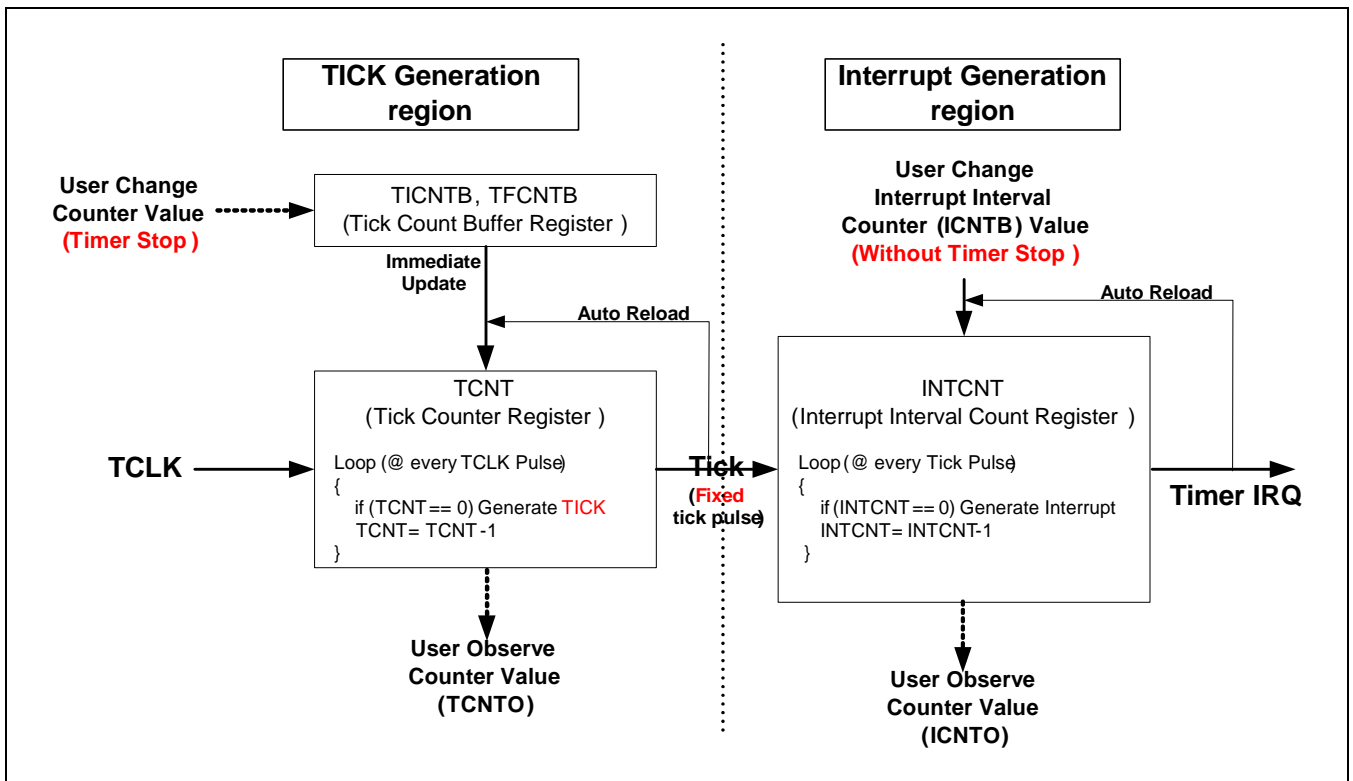 TICK Generation
region
Interrupt Generation
region
User Change
Counter Value
(Timer Stop )
TICNTB, TFCNTB
(Tick Count Buffer Register )
Immediate
Update
Auto Reload
TCNT
(Tick Counter Register )
TCLK
Loop (@ every TCLK Pulse)
{
if (TCNT == 0) Generate TICK
TCNT= TCNT -1
}
User Observe
Counter Value
(TCNTO)
Tick
(Fixed
tick pulse)
User Change
Interrupt Interval
Counter (ICNTB) Value
(Without Timer Stop )
Auto Reload
INTCNT
(Interrupt Interval Count Register )
Loop (@ every Tick Pulse)
{
if (INTCNT == 0) Generate Interrupt
INTCNT= INTCNT-1
}
Timer IRQ
User Observe
Counter Value
(ICNTO)